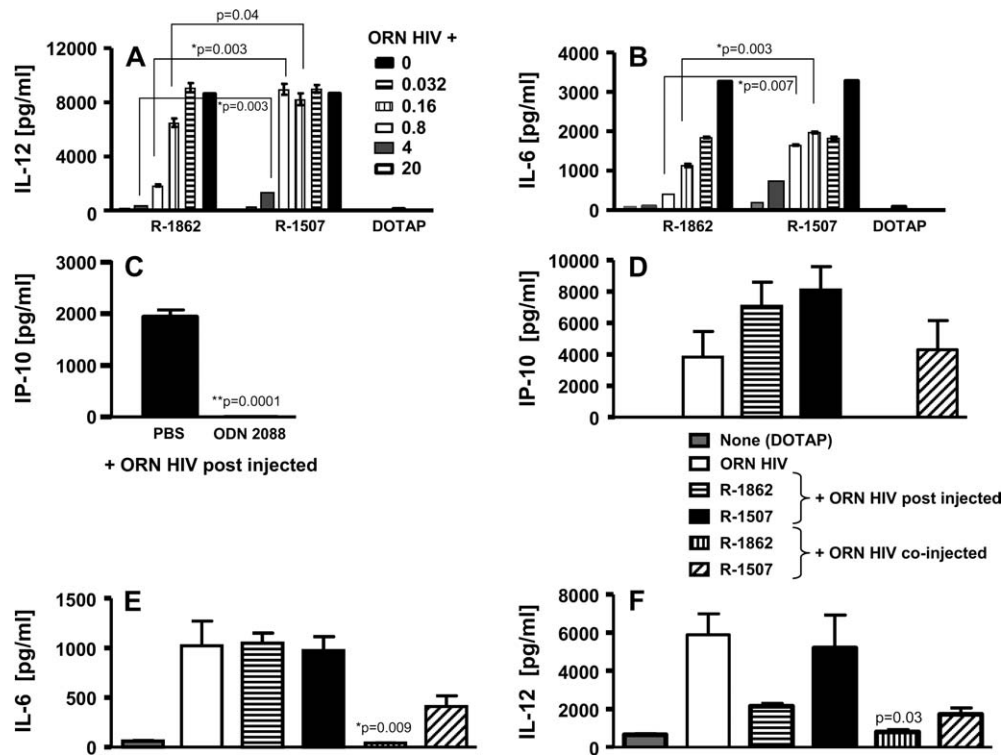 p=0.04
A
*p=0.003
*p=0.003
IL-12 [pg/ml]
12000
8000
4000
0
R-1862
R-1507
DOTAP
ORN HIV +
0
0.032
0.16
0.8
4
20
B
*p=0.003
*p=0.007
IL-6 [pg/ml]
4000
3000
2000
1000
0
R-1862
R-1507
DOTAP
C
IP-10 [pg/ml]
3000
2000
1000
0
**p=0.0001
PBS
ODN 2088
+ ORN HIV post injected
D
IP-10 [pg/ml]
10000
8000
6000
4000
2000
0
None (DOTAP)
ORN HIV
R-1862
R-1507
+ ORN HIV post injected
R-1862
R-1507
+ ORN HIV co-injected
E
IL-6 [pg/ml]
1500
1000
500
0
*p=0.009
F
IL-12 [pg/ml]
8000
6000
4000
2000
0
p=0.03